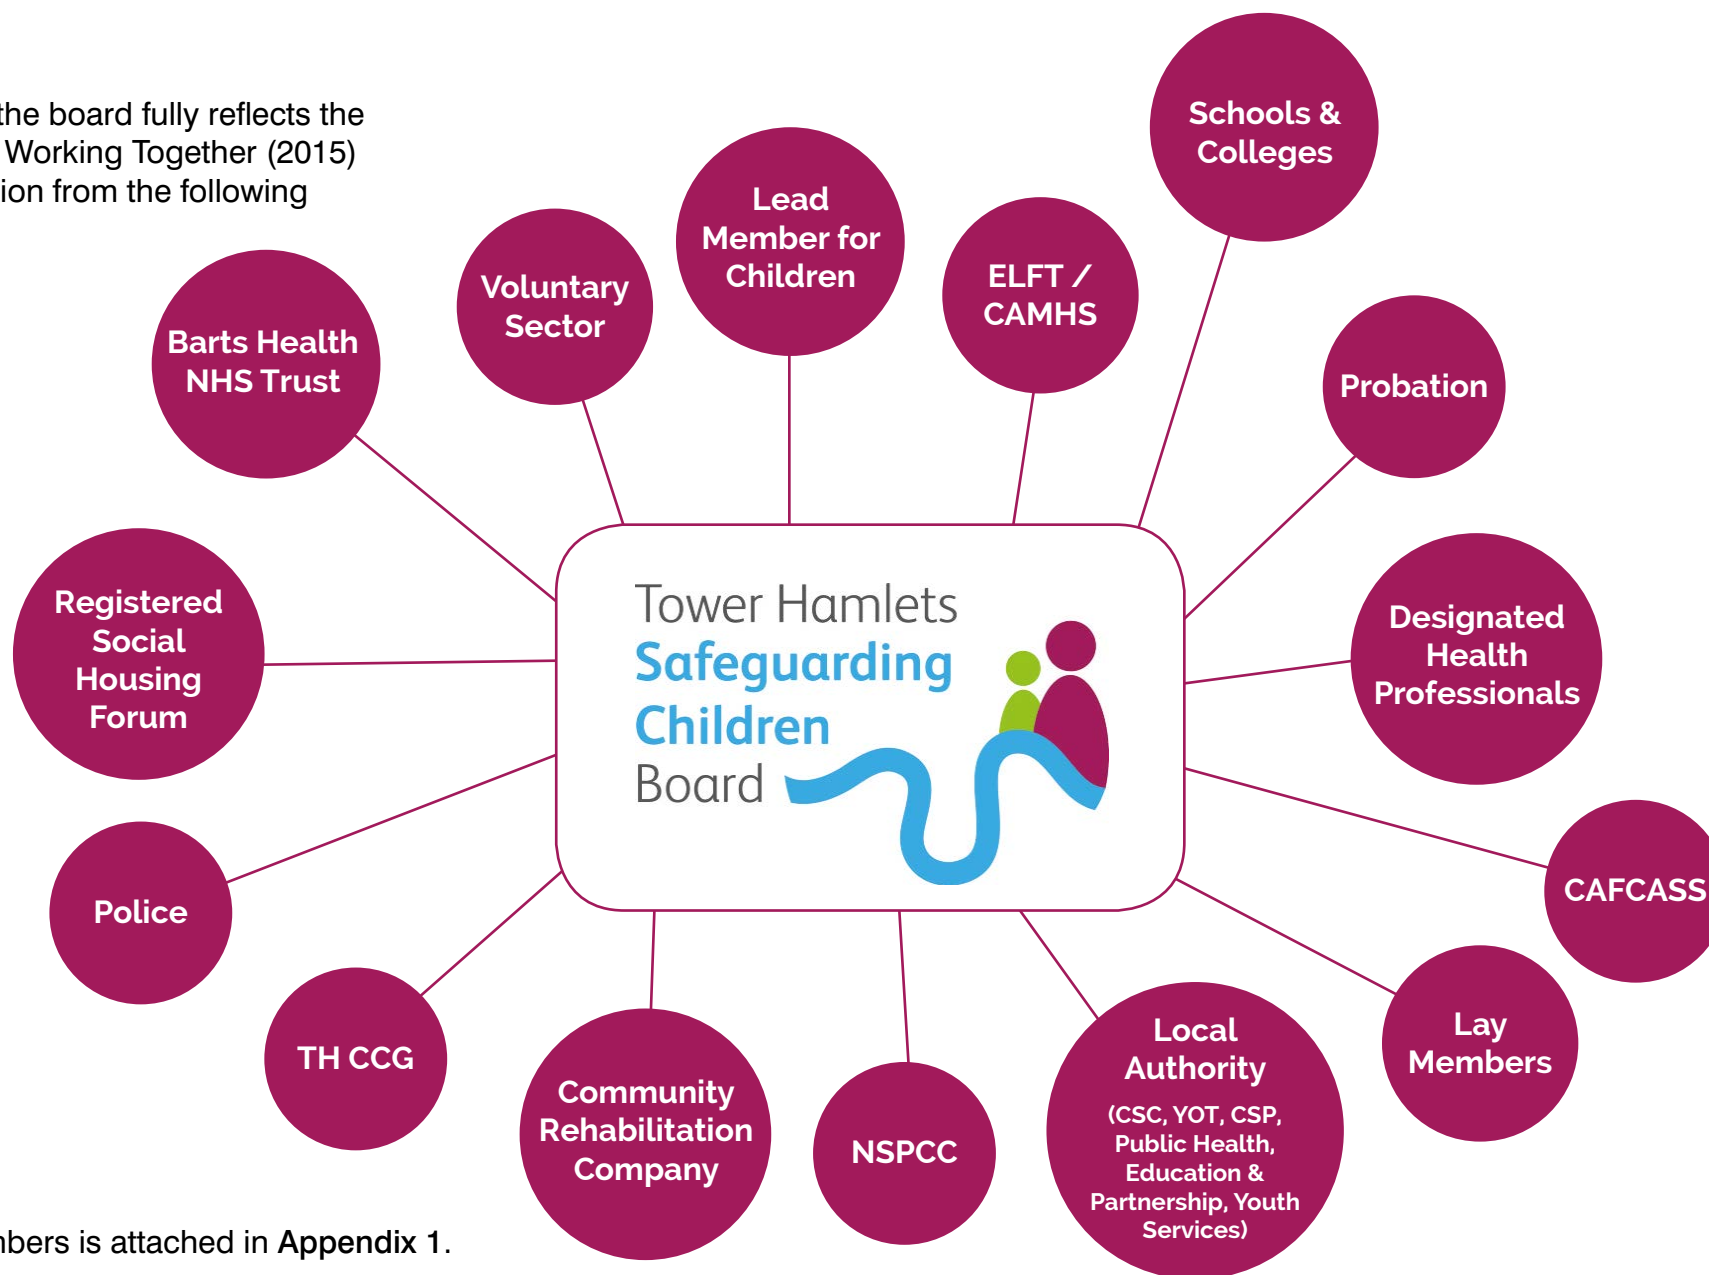 the board fully reflects the
Working Together (2015)
tion from the following
Schools &
Colleges
Lead
Member for
Children
Voluntary
Sector
ELFT /
CAMHS
Barts Health
NHS Trust
Probation
Registered
Social
Housing
Forum
Tower Hamlets
Safeguarding
Children
Board
Designated
Health
Professionals
Police
CAFCASS
TH CCG
Community
Rehabilitation
Company
NSPCC
Local
Authority
(CSC, YOT, CSP,
Public Health,
Education &
Partnership, Youth
Services)
Lay
Members
mbers is attached in Appendix 1.